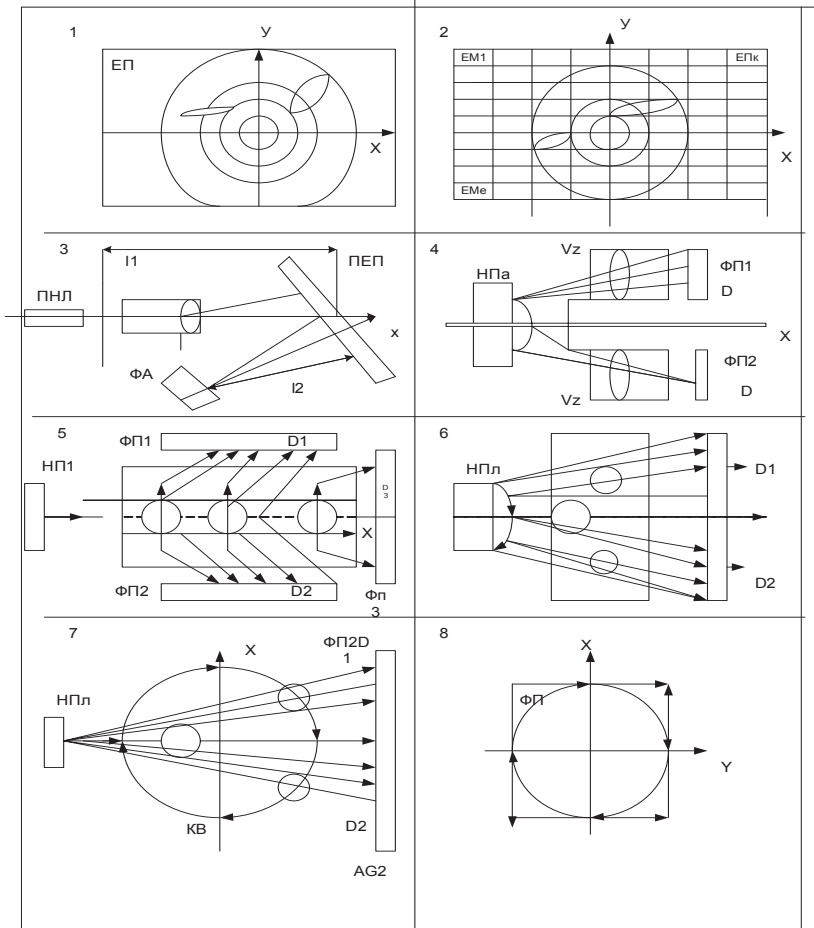 1
У
ЕП
X
2
У
ЕМ1
ЕПк
X
ЕМе
3
l1
ПЕП
ПНЛ
x
ФА
l2
4
Vz
НПа
ФП1
D
X
ФП2
Vz
D
5
ФП1
D1
НП1
D
3
X
ФП2
D2
Фп
3
6
НПл
D1
D2
7
X
ФП2D
1
НПл
КВ
D2
AG2
8
X
ФП
Y